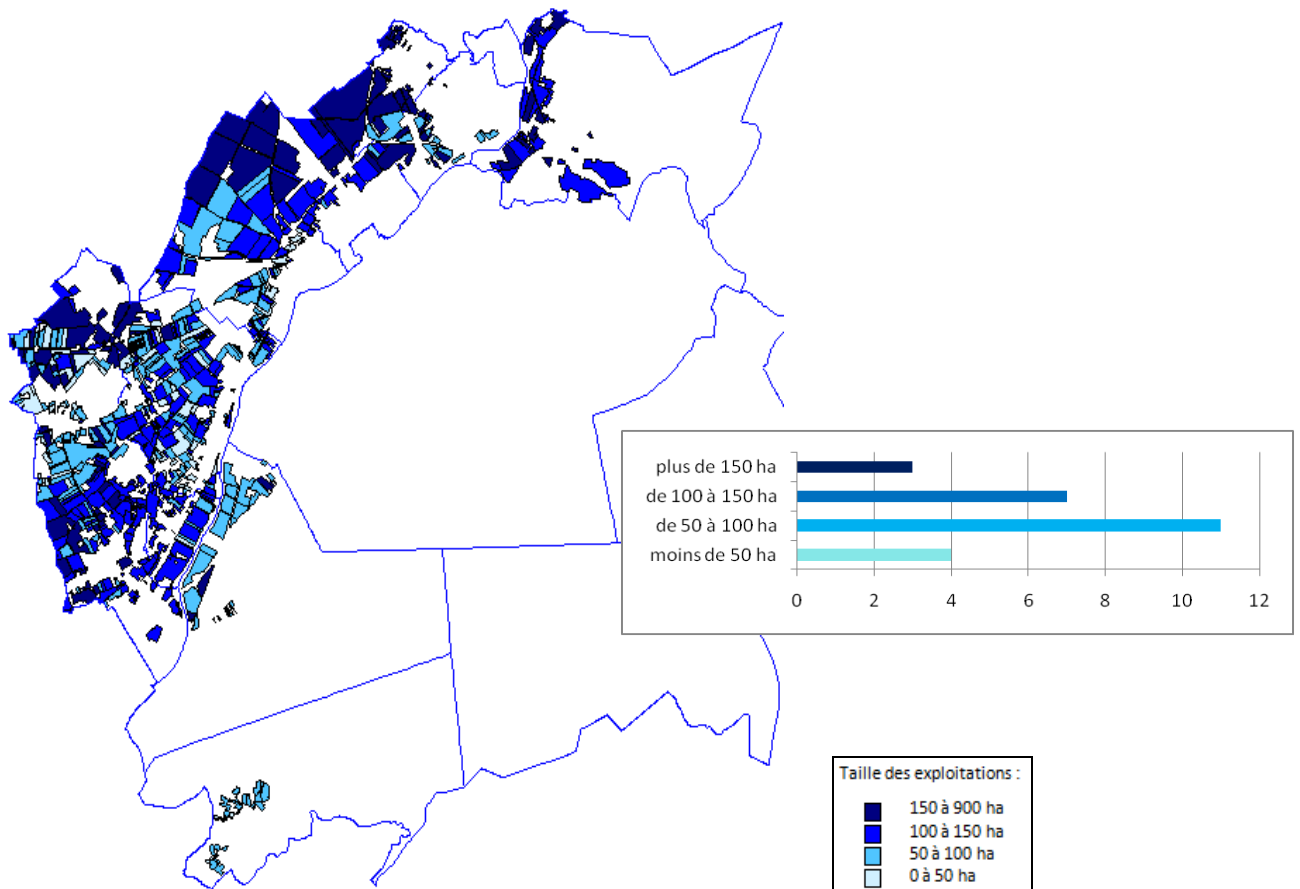 plus de 150 ha
de 100 à 150 ha
de 50 à 100 ha
moins de 50 ha
0 2 4 6 8 10 12
Taille des exploitations :
150 à 900 ha
100 à 150 ha
50 à 100 ha
0 à 50 ha